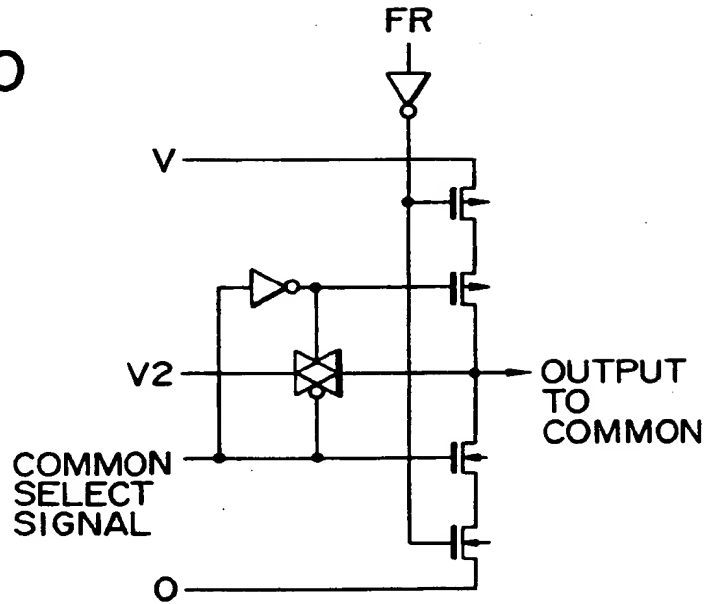 FR
V
V2
OUTPUT
TO
COMMON
COMMON
SELECT
SIGNAL
O